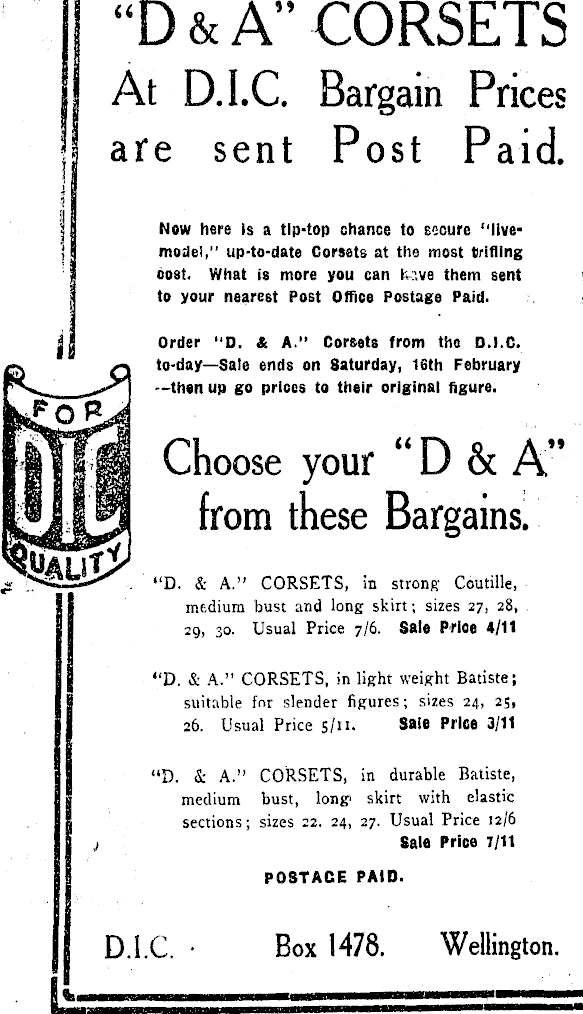 "D & A" CORSETS
At D.I.C. Bargain Prices
are sent Post Paid.
Now here is a tip-top chance to secure "live-
model," up-to-date Corsets at the most trifling
cost. What is more you can have them sent
to your nearest Post Office Postage Paid.
Order "D. & A." Corsets from the D.I.C.
to-day—Sale ends on Saturday, 16th February
—then up go prices to their original figure.
FOR
DIC
QUALITY
Choose your "D & A"
from these Bargains.
"D. & A." CORSETS, in strong Coutille,
medium bust and long skirt; sizes 27, 28,
29, 30. Usual Price 7/6. Sale Price 4/11
"D. & A." CORSETS, in light weight Batiste;
suitable for slender figures; sizes 24, 25,
26. Usual Price 5/11. Sale Price 3/11
"D. & A." CORSETS, in durable Batiste,
medium bust, long skirt with elastic
sections; sizes 22. 24, 27. Usual Price 12/6
Sale Price 7/11
POSTAGE PAID.
D.I.C. Box 1478. Wellington.